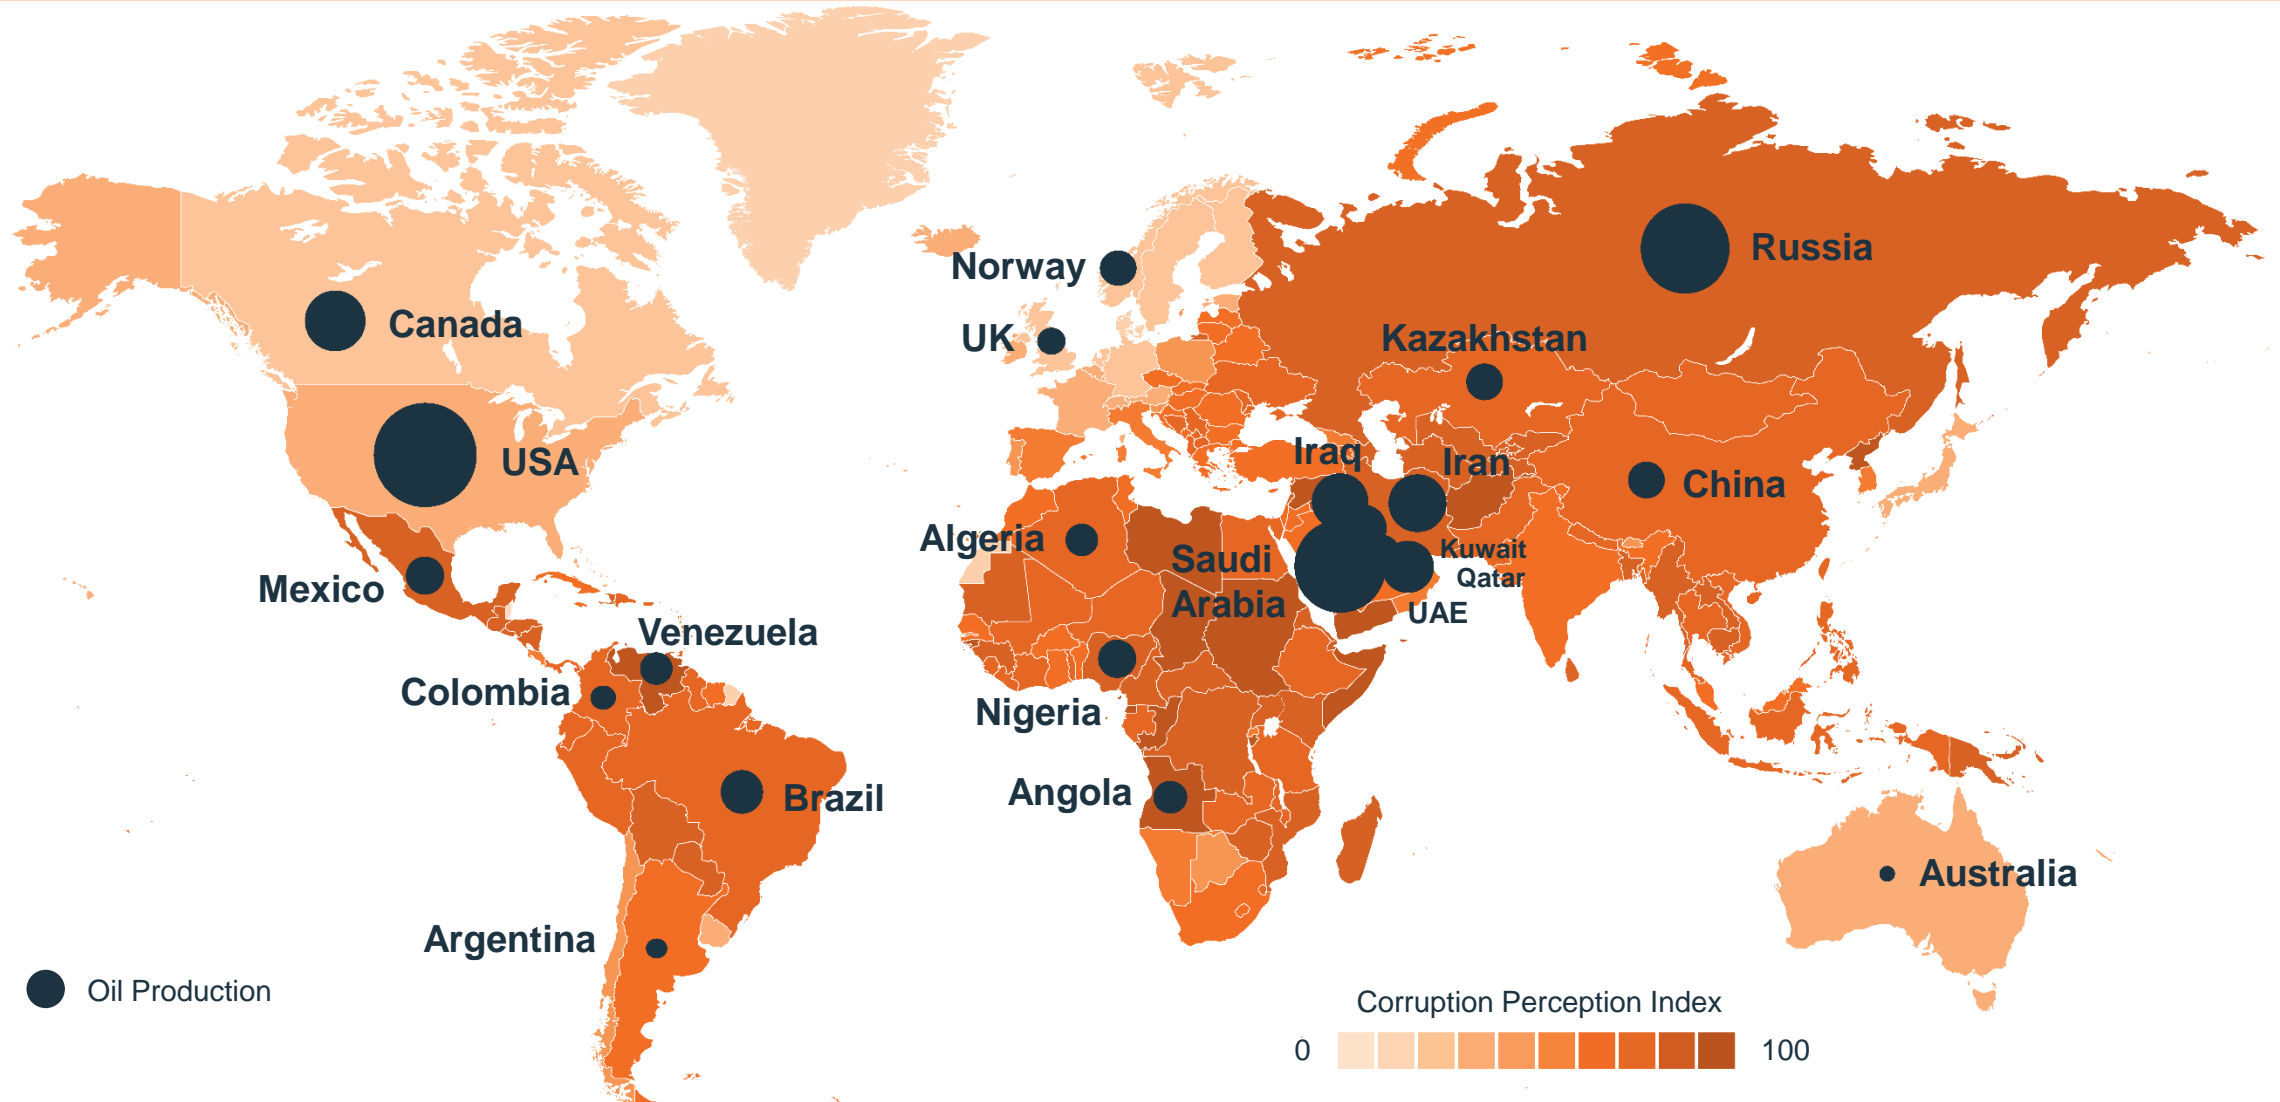 Norway
Russia
Canada
UK
Kazakhstan
USA
Iraq
Iran
China
Algeria
Saudi
Arabia
Kuwait
Qatar
UAE
Mexico
Venezuela
Colombia
Nigeria
Angola
Brazil
Australia
Argentina
Oil Production
Corruption Perception Index
0
100